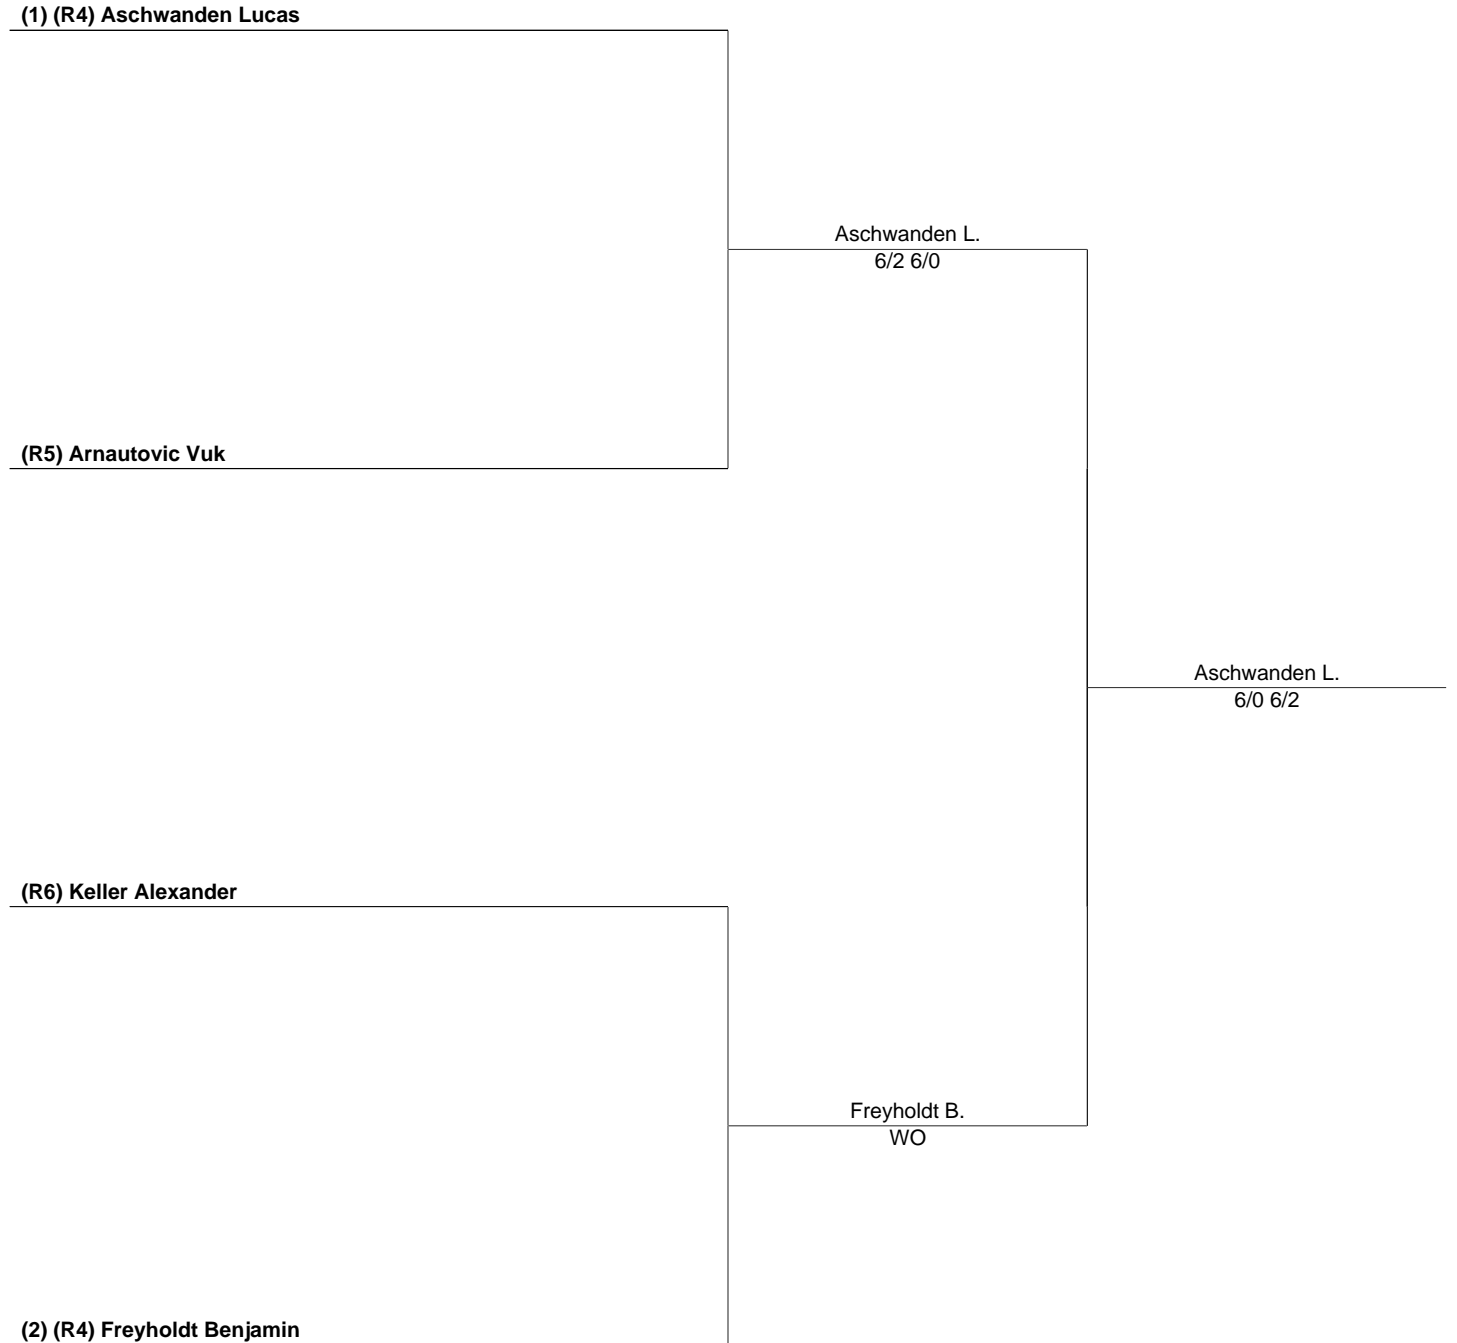 (1) (R4) Aschwanden Lucas
Aschwanden L.
6/2 6/0
(R5) Arnautovic Vuk
Aschwanden L.
6/0 6/2
(R6) Keller Alexander
Freyholdt B.
WO
(2) (R4) Freyholdt Benjamin